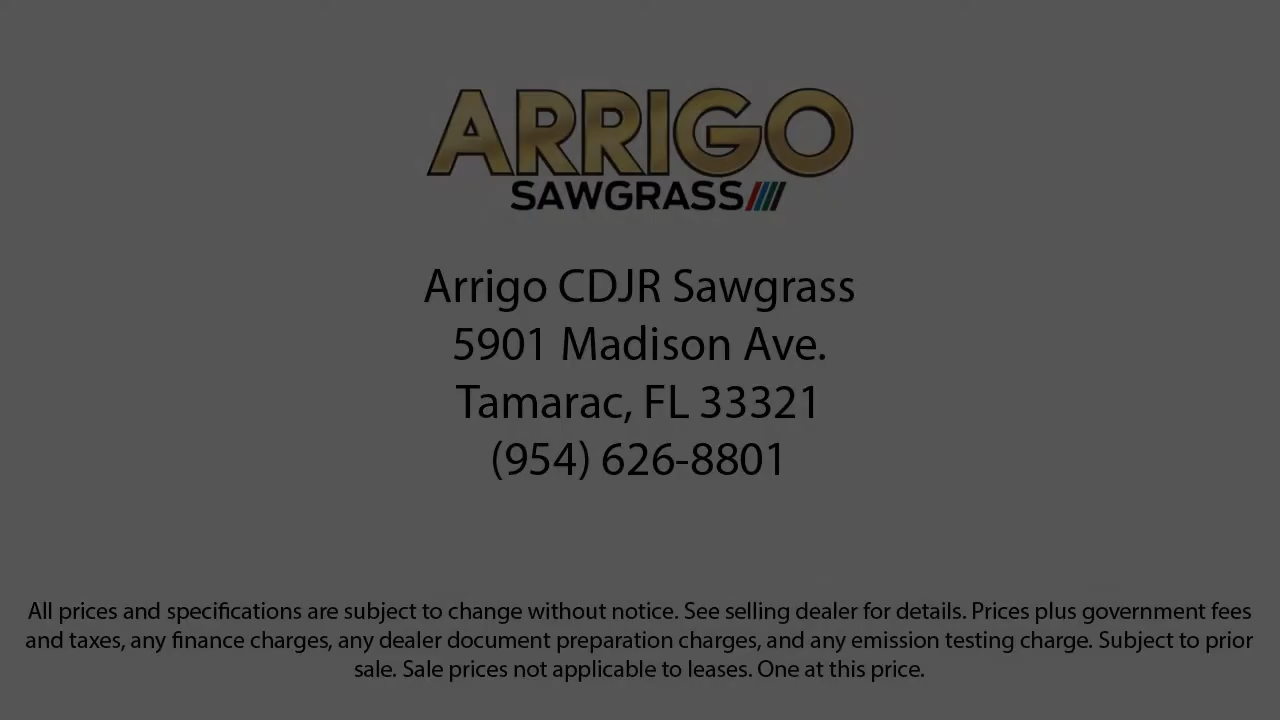 ARRIGO
SAWGRASS
Arrigo CDJR Sawgrass
5901 Madison Ave.
Tamarac, FL 33321
(954) 626-8801
All prices and specifications are subject to change without notice. See selling dealer for details. Prices plus government fees
and taxes, any finance charges, any dealer document preparation charges, and any emission testing charge. Subject to prior
sale. Sale prices not applicable to leases. One at this price.